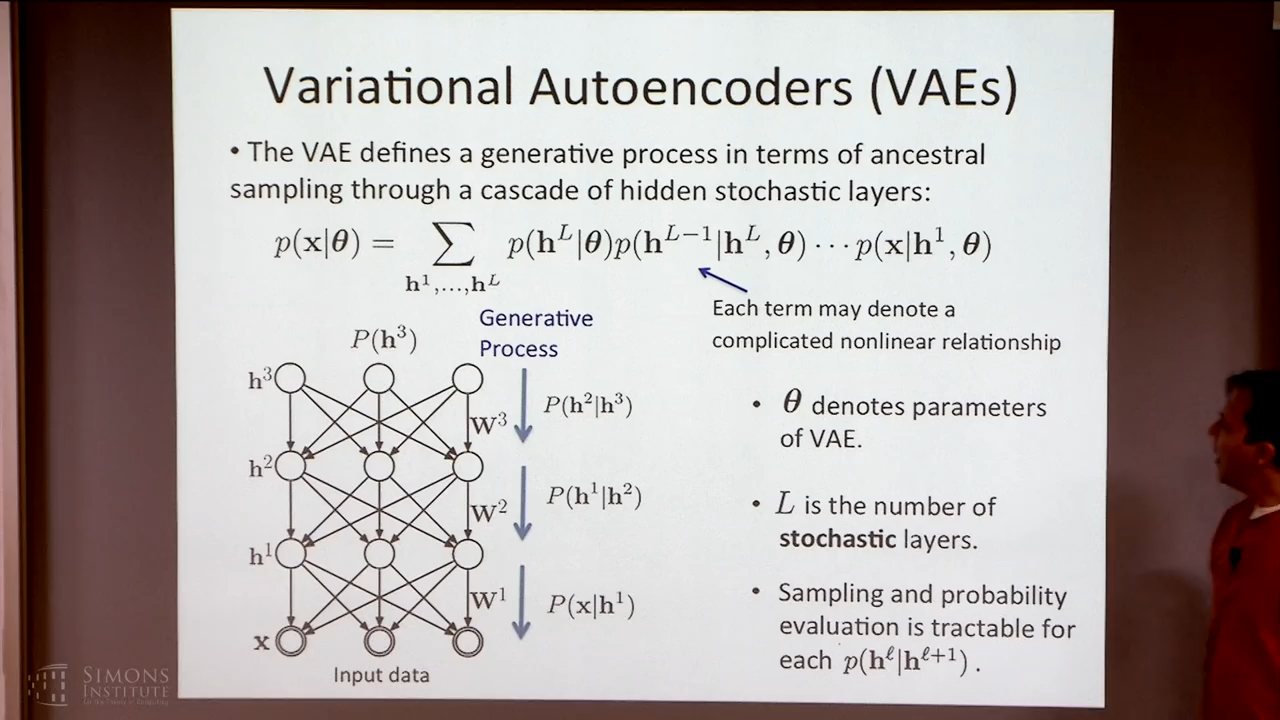 Variational Autoencoders (VAEs)
• The VAE defines a generative process in terms of ancestral
sampling through a cascade of hidden stochastic layers:
p(x|θ) = ∑ p(h^L|θ)p(h^{L−1}|h^L, θ) ⋯ p(x|h^1, θ)
h^1,...,h^L
Each term may denote a
complicated nonlinear relationship
Generative
Process
P(h^3)
h^3
W^3
P(h^2|h^3)
h^2
W^2
P(h^1|h^2)
h^1
W^1
P(x|h^1)
x
Input data
• θ denotes parameters
of VAE.
• L is the number of
stochastic layers.
• Sampling and probability
evaluation is tractable for
each p(h^ℓ|h^{ℓ+1}).
SIMONS
INSTITUTE